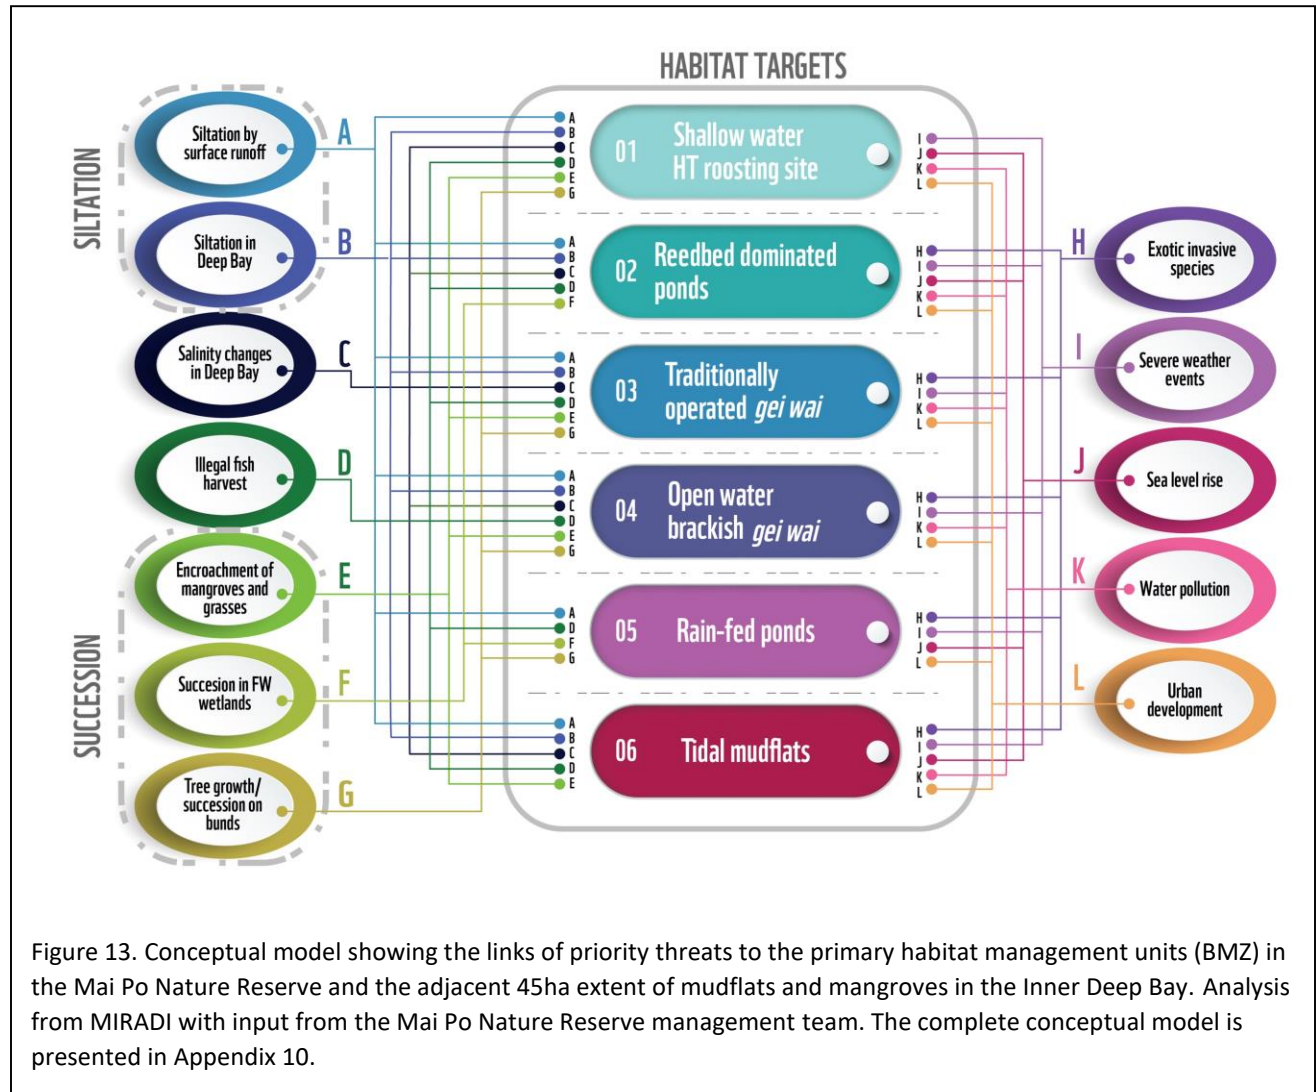 HABITAT TARGETS
SILTATION
Siltation by
surface runoff
A
Siltation in
Deep Bay
B
Salinity changes
in Deep Bay
C
Illegal fish
harvest
D
SUCCESSION
Encroachment of
mangroves and
grasses
E
Succesion in FW
wetlands
F
Tree growth/
succession on
bunds
G
A
B
C
D
E
G
01
Shallow water
HT roosting site
I
J
K
L
A
B
C
D
F
02
Reedbed dominated
ponds
H
I
J
K
L
A
B
C
D
E
G
03
Traditionally
operated gei wai
H
I
K
L
A
B
C
D
E
G
04
Open water
brackish gei wai
H
I
K
L
A
D
F
G
05
Rain-fed ponds
H
I
J
L
A
B
C
D
E
06
Tidal mudflats
H
I
J
K
L
H
Exotic invasive
species
I
Severe weather
events
J
Sea level rise
K
Water pollution
L
Urban
development
Figure 13. Conceptual model showing the links of priority threats to the primary habitat management units (BMZ) in
the Mai Po Nature Reserve and the adjacent 45ha extent of mudflats and mangroves in the Inner Deep Bay. Analysis
from MIRADI with input from the Mai Po Nature Reserve management team. The complete conceptual model is
presented in Appendix 10.